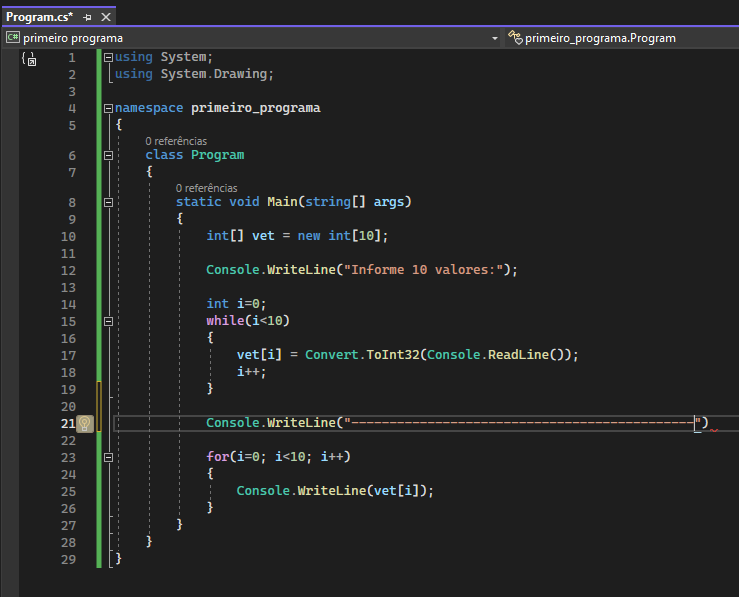 Program.cs*
C# primeiro programa
primeiro_programa.Program
1 using System;
2 using System.Drawing;
3
4 namespace primeiro_programa
5 {
0 referências
6 class Program
7 {
0 referências
8 static void Main(string[] args)
9 {
10 int[] vet = new int[10];
11
12 Console.WriteLine("Informe 10 valores:");
13
14 int i=0;
15 while(i<10)
16 {
17 vet[i] = Convert.ToInt32(Console.ReadLine());
18 i++;
19 }
20
21 Console.WriteLine("---------------------------------------------")
22
23 for(i=0; i<10; i++)
24 {
25 Console.WriteLine(vet[i]);
26 }
27 }
28 }
29 }